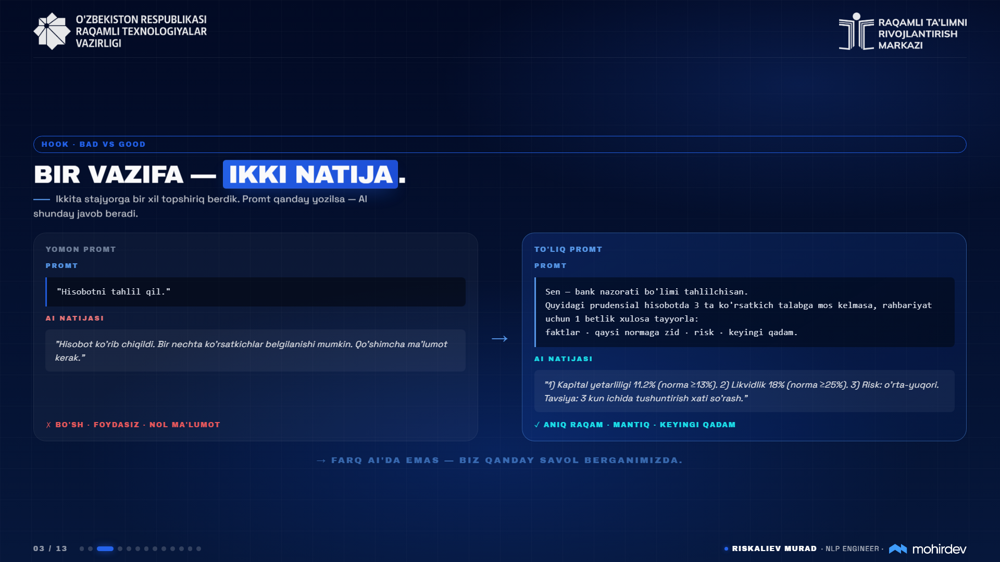 O'ZBEKISTON RESPUBLIKASI
RAQAMLI TEXNOLOGIYALAR
VAZIRLIGI
RAQAMLI TA'LIMNI
RIVOJLANTIRISH
MARKAZI
HOOK · BAD VS GOOD
BIR VAZIFA — IKKI NATIJA.
— Ikkita stajyorga bir xil topshiriq berdik. Promt qanday yozilsa — AI
shunday javob beradi.
YOMON PROMT
PROMT
"Hisobotni tahlil qil."
AI NATIJASI
"Hisobot ko'rib chiqildi. Bir nechta ko'rsatkichlar belgilanishi mumkin. Qo'shimcha ma'lumot
kerak."
✗ BO'SH · FOYDASIZ · NOL MA'LUMOT
→
TO'LIQ PROMT
PROMT
Sen — bank nazorati bo'limi tahlilchisan.
Quyidagi prudensial hisobotda 3 ta ko'rsatkich talabga mos kelmasa, rahbariyat
uchun 1 betlik xulosa tayyorla:
faktlar · qaysi normaga zid · risk · keyingi qadam.
AI NATIJASI
"1) Kapital yetarliligi 11.2% (norma ≥13%). 2) Likvidlik 18% (norma ≥25%). 3) Risk: o'rta-yuqori.
Tavsiya: 3 kun ichida tushuntirish xati so'rash."
✓ ANIQ RAQAM · MANTIQ · KEYINGI QADAM
→ FARQ AI'DA EMAS — BIZ QANDAY SAVOL BERGANIMIZDA.
03 / 13
RISKALIEV MURAD · NLP ENGINEER ·
mohirdev